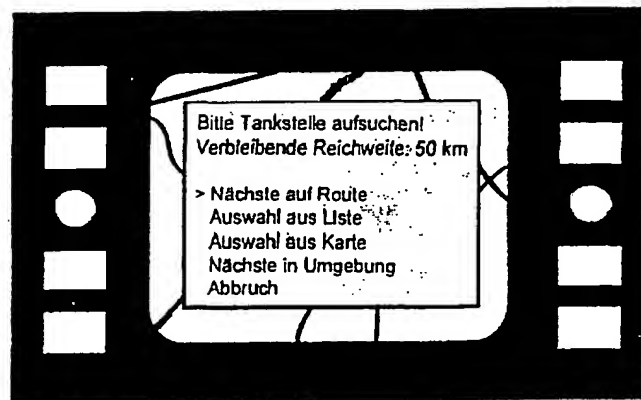 Bitte Tankstelle aufsuchen!
Verbleibende Reichweite: 50 km
> Nächste auf Route
Auswahl aus Liste
Auswahl aus Karte
Nächste in Umgebung
Abbruch